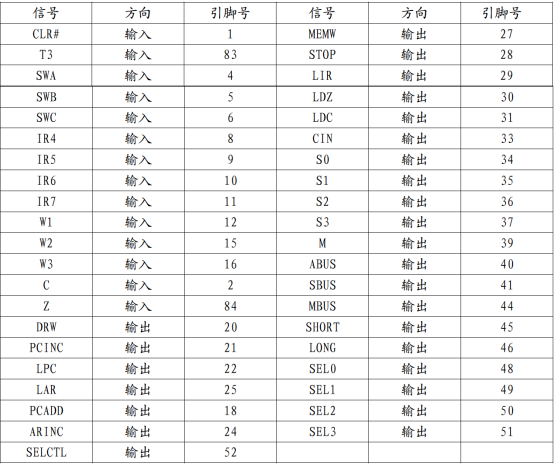 信号 方向 引脚号 信号 方向 引脚号
CLR# 输入 1 MEMW 输出 27
T3 输入 83 STOP 输出 28
SWA 输入 4 LIR 输出 29
SWB 输入 5 LDZ 输出 30
SWC 输入 6 LDC 输出 31
IR4 输入 8 CIN 输出 33
IR5 输入 9 S0 输出 34
IR6 输入 10 S1 输出 35
IR7 输入 11 S2 输出 36
W1 输入 12 S3 输出 37
W2 输入 15 M 输出 39
W3 输入 16 ABUS 输出 40
C 输入 2 SBUS 输出 41
Z 输入 84 MBUS 输出 44
DRW 输出 20 SHORT 输出 45
PCINC 输出 21 LONG 输出 46
LPC 输出 22 SEL0 输出 48
LAR 输出 25 SEL1 输出 49
PCADD 输出 18 SEL2 输出 50
ARINC 输出 24 SEL3 输出 51
SELCTL 输出 52